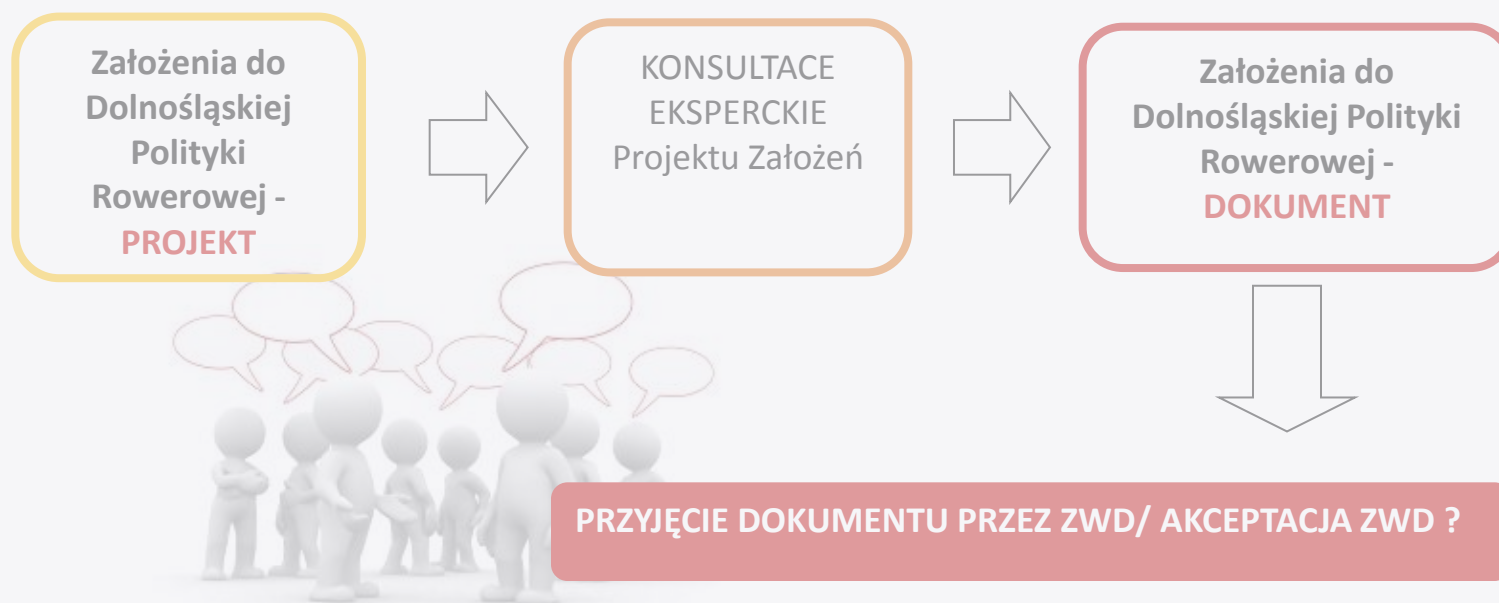 Założenia do
Dolnośląskiej
Polityki
Rowerowej -
PROJEKT
KONSULTACE
EKSPERCKIE
Projektu Założeń
Założenia do
Dolnośląskiej Polityki
Rowerowej -
DOKUMENT
PRZYJĘCIE DOKUMENTU PRZEZ ZWD/ AKCEPTACJA ZWD ?